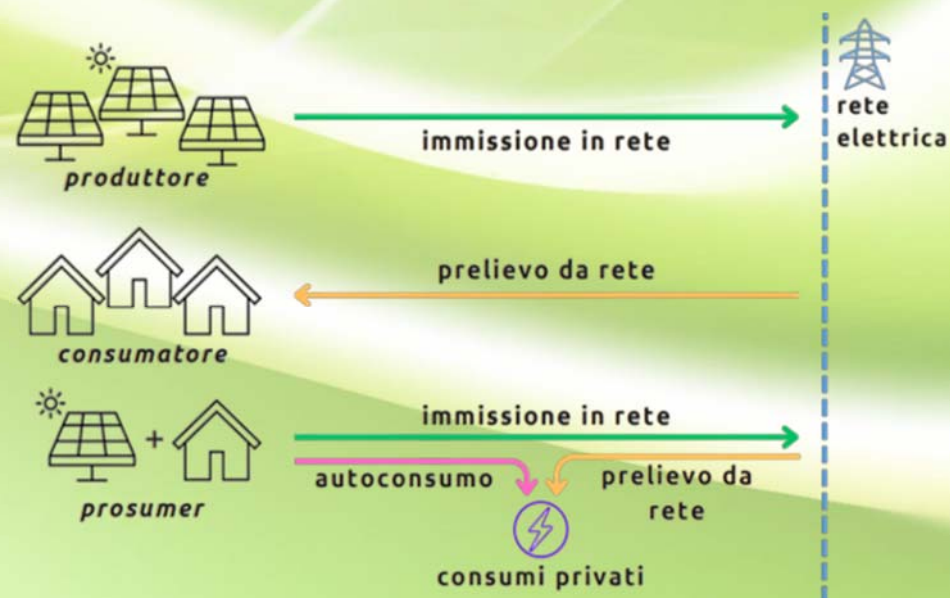 rete
elettrica
immissione in rete
produttore
prelievo da rete
consumatore
immissione in rete
autoconsumo
prelievo da
rete
prosumer
consumi privati